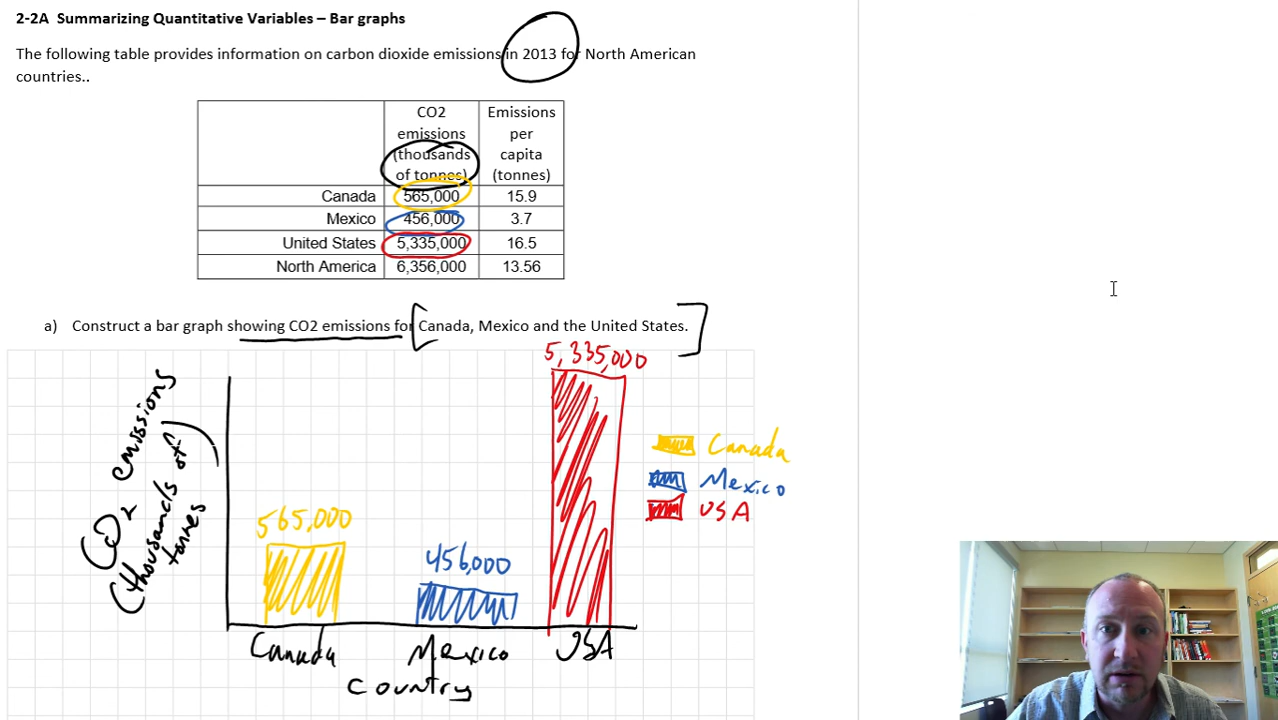 2-2A Summarizing Quantitative Variables – Bar graphs
The following table provides information on carbon dioxide emissions in 2013 for North American
countries..
CO2 emissions (thousands of tonnes) Emissions per capita (tonnes)
Canada 565,000 15.9
Mexico 456,000 3.7
United States 5,335,000 16.5
North America 6,356,000 13.56
a) Construct a bar graph showing CO2 emissions for Canada, Mexico and the United States.
5,335,000
CO2 emissions
(thousands of
tonnes)
Canada
Mexico
USA
565,000
456,000
Canada Mexico USA
Country